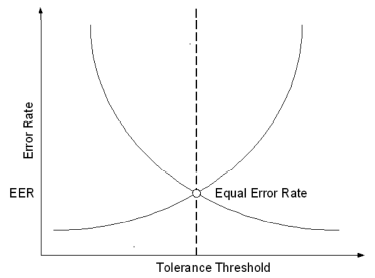 Error Rate
EER
Equal Error Rate
Tolerance Threshold